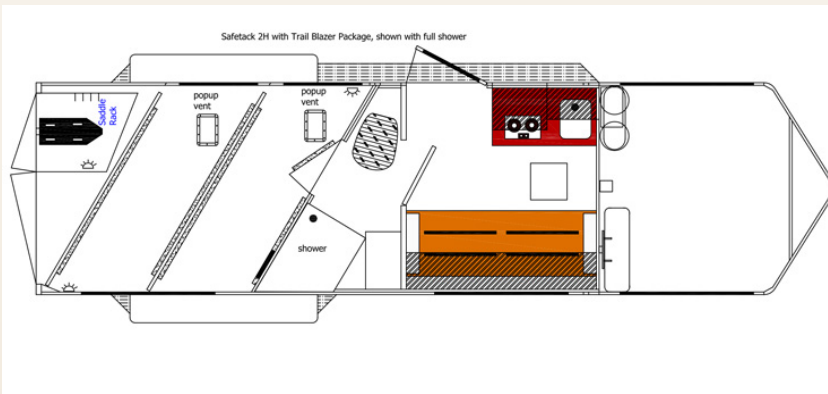 Safetack 2H with Trail Blazer Package, shown with full shower
popup
vent
popup
vent
Saddle
Rack
shower